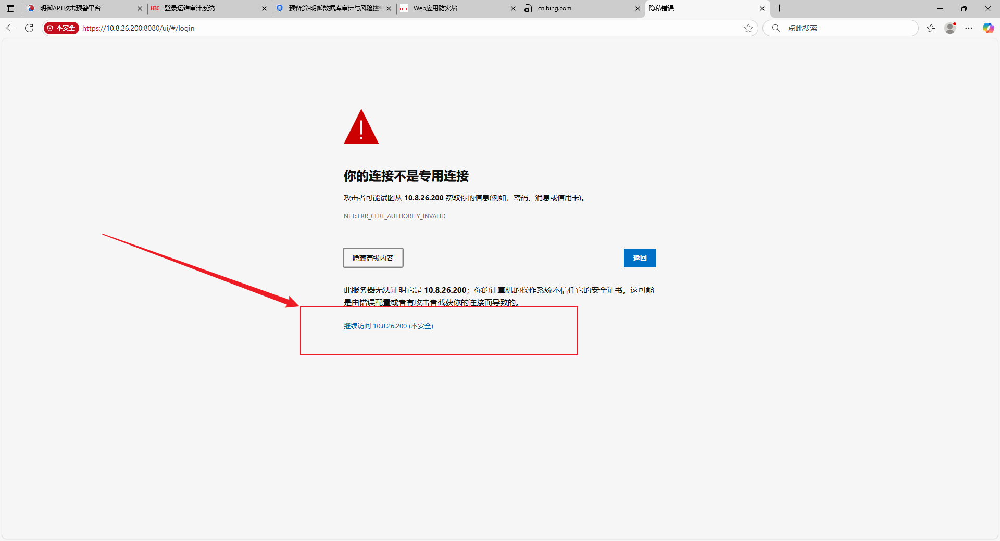 明御APT攻击预警平台
H3C 登录运维审计系统
预备货-明御数据库审计与风险控
H3C Web应用防火墙
cn.bing.com
隐私错误
不安全 https://10.8.26.200:8080/ui/#/login
点此搜索
你的连接不是专用连接
攻击者可能试图从 10.8.26.200 窃取你的信息(例如，密码、消息或信用卡)。
NET::ERR_CERT_AUTHORITY_INVALID
隐藏高级内容
返回
此服务器无法证明它是 10.8.26.200；你的计算机的操作系统不信任它的安全证书。这可能
是由错误配置或者有攻击者截获你的连接而导致的。
继续访问 10.8.26.200 (不安全)